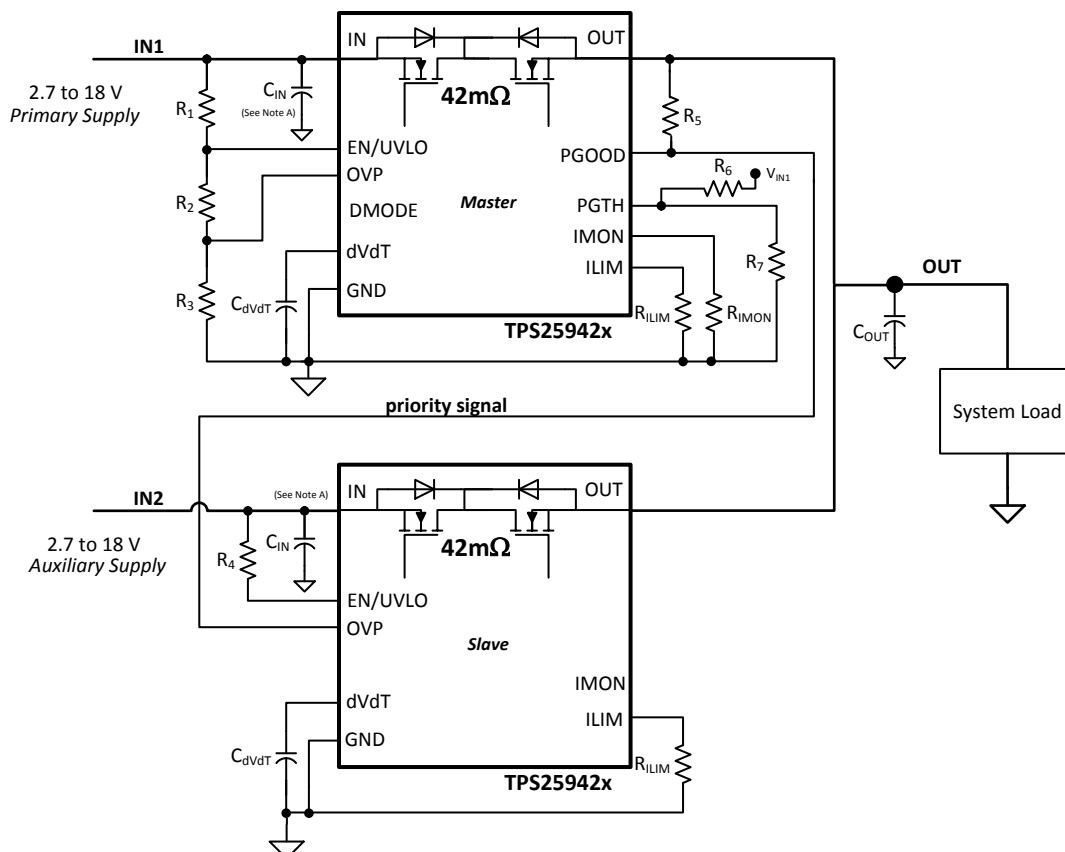 IN1
2.7 to 18 V
Primary Supply
R1
CIN
(See Note A)
R2
R3
CdVdT
IN
OUT
42mΩ
EN/UVLO
OVP
DMODE
dVdT
GND
Master
PGOOD
PGTH
IMON
ILIM
TPS25942x
R5
R6
VIN1
R7
RILIM
RIMON
OUT
COUT
System Load
priority signal
IN2
2.7 to 18 V
Auxiliary Supply
(See Note A)
CIN
R4
CdVdT
IN
OUT
42mΩ
EN/UVLO
OVP
Slave
dVdT
GND
IMON
ILIM
RILIM
TPS25942x